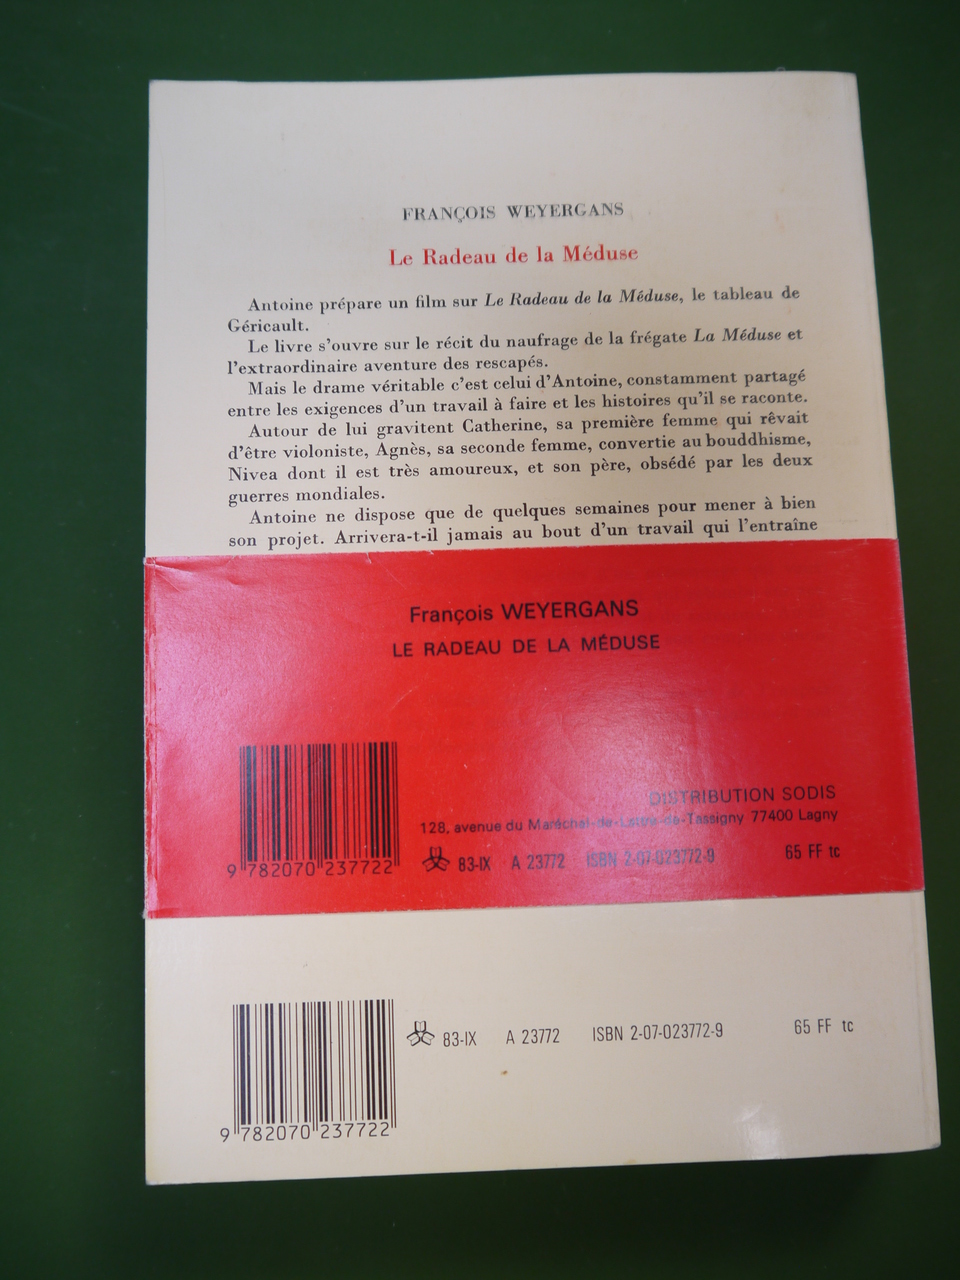 FRANÇOIS WEYERGANS
Le Radeau de la Méduse
Antoine prépare un film sur Le Radeau de la Méduse, le tableau de
Géricault.
Le livre s'ouvre sur le récit du naufrage de la frégate La Méduse et
l'extraordinaire aventure des rescapés.
Mais le drame véritable c'est celui d'Antoine, constamment partagé
entre les exigences d'un travail à faire et les histoires qu'il se raconte.
Autour de lui gravitent Catherine, sa première femme qui rêvait
d'être violoniste, Agnès, sa seconde femme, convertie au bouddhisme,
Nivea dont il est très amoureux, et son père, obsédé par les deux
guerres mondiales.
Antoine ne dispose que de quelques semaines pour mener à bien
son projet. Arrivera-t-il jamais au bout d'un travail qui l'entraîne
François WEYERGANS
LE RADEAU DE LA MÉDUSE
DISTRIBUTION SODIS
128, avenue du Maréchal-de-Lattre-de-Tassigny 77400 Lagny
9 782070 237722
83-IX A 23772 ISBN 2-07-023772-9 65 FF tc
83-IX A 23772 ISBN 2-07-023772-9 65 FF tc
9 782070 237722